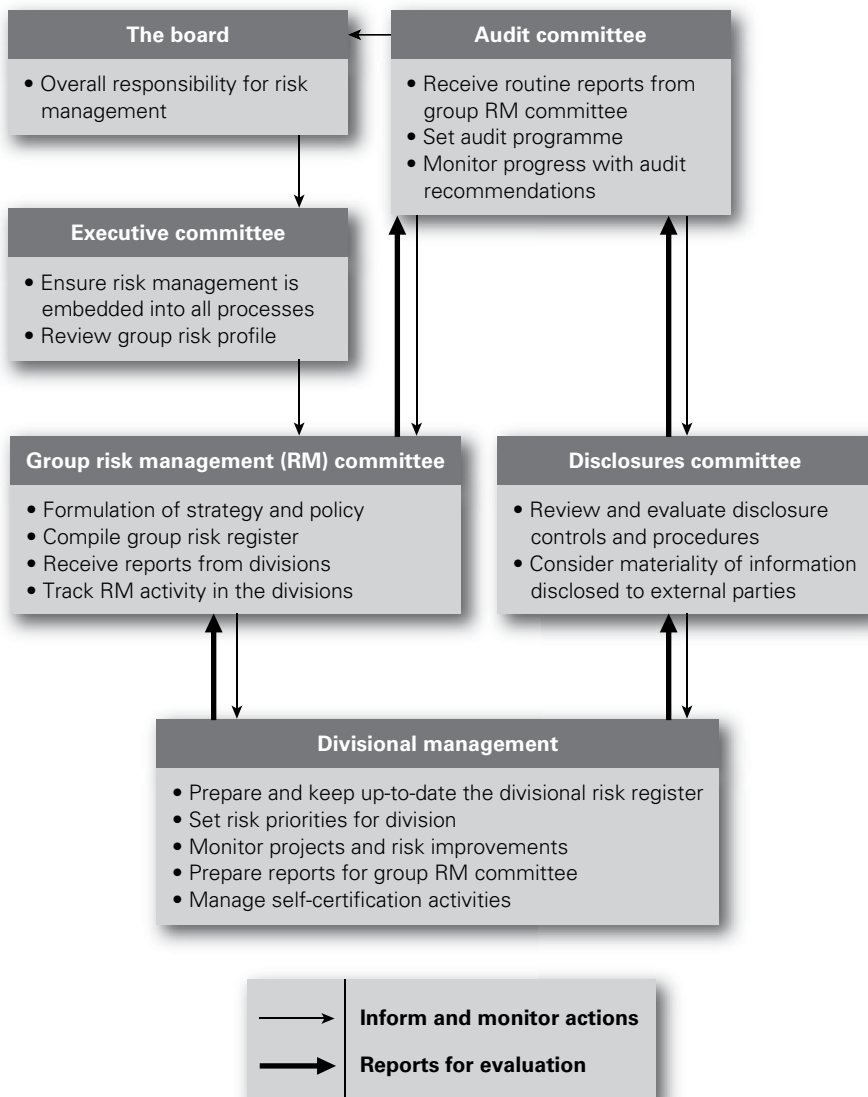 The board
• Overall responsibility for risk
management
Audit committee
• Receive routine reports from
group RM committee
• Set audit programme
• Monitor progress with audit
recommendations
Executive committee
• Ensure risk management is
embedded into all processes
• Review group risk profile
Group risk management (RM) committee
• Formulation of strategy and policy
• Compile group risk register
• Receive reports from divisions
• Track RM activity in the divisions
Disclosures committee
• Review and evaluate disclosure
controls and procedures
• Consider materiality of information
disclosed to external parties
Divisional management
• Prepare and keep up-to-date the divisional risk register
• Set risk priorities for division
• Monitor projects and risk improvements
• Prepare reports for group RM committee
• Manage self-certification activities
Inform and monitor actions
Reports for evaluation